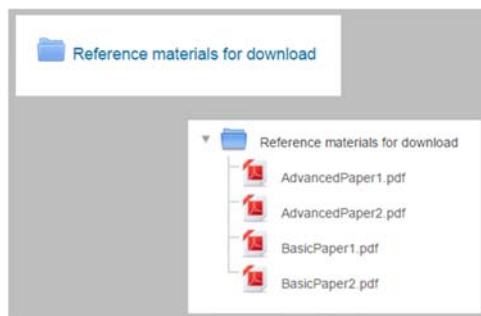 Reference materials for download
Reference materials for download
AdvancedPaper1.pdf
AdvancedPaper2.pdf
BasicPaper1.pdf
BasicPaper2.pdf